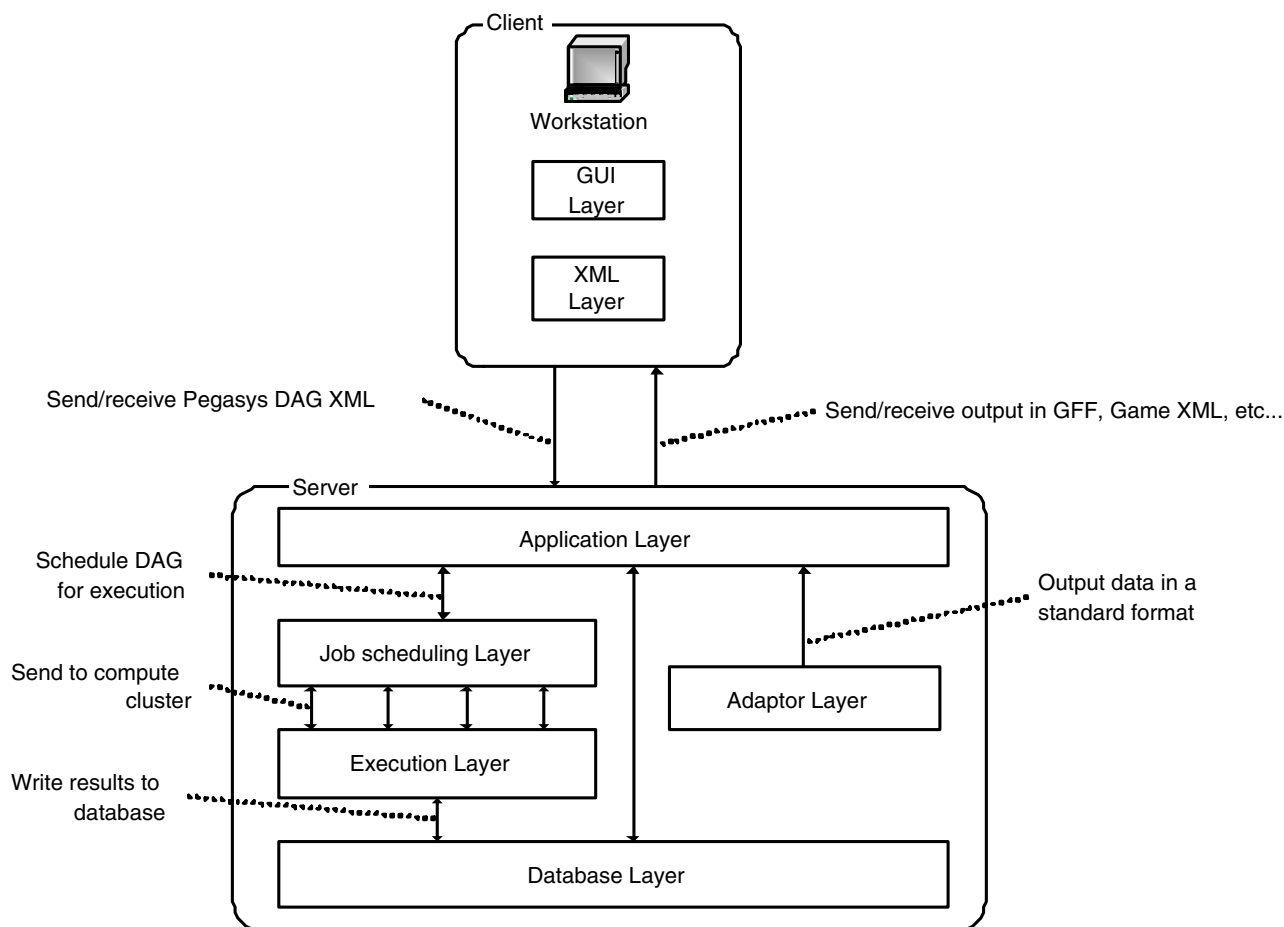 Client
Workstation
GUI
Layer
XML
Layer
Send/receive Pegasys DAG XML
Send/receive output in GFF, Game XML, etc...
Server
Application Layer
Schedule DAG
for execution
Output data in a
standard format
Job scheduling Layer
Send to compute
cluster
Adaptor Layer
Execution Layer
Write results to
database
Database Layer